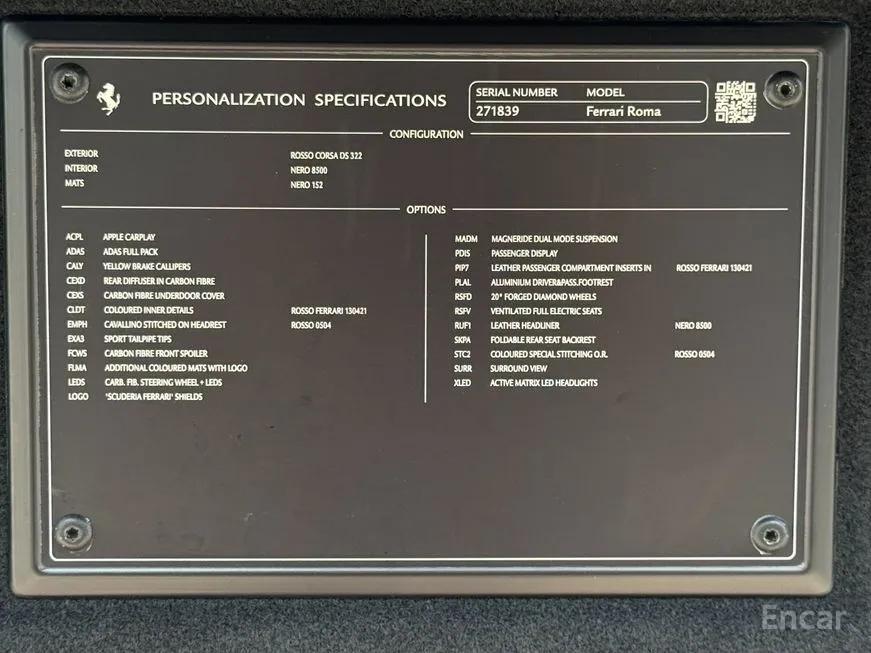 PERSONALIZATION SPECIFICATIONS
SERIAL NUMBER MODEL
271839 Ferrari Roma
CONFIGURATION
EXTERIOR ROSSO CORSA DS 322
INTERIOR NERO 8500
MATS NERO 152
OPTIONS
ACPL APPLE CARPLAY
ADAS ADAS FULL PACK
CALY YELLOW BRAKE CALLIPERS
CEXD REAR DIFFUSER IN CARBON FIBRE
CEXS CARBON FIBRE UNDERDOOR COVER
CLDT COLOURED INNER DETAILS ROSSO FERRARI 130421
EMPH CAVALLINO STITCHED ON HEADREST ROSSO 0504
EXA3 SPORT TAILPIPE TIPS
FCWS CARBON FIBRE FRONT SPOILER
FLMA ADDITIONAL COLOURED MATS WITH LOGO
LEDS CARB. FIB. STEERING WHEEL + LEDS
LOGO 'SCUDERIA FERRARI' SHIELDS
MADM MAGNERIDE DUAL MODE SUSPENSION
PDIS PASSENGER DISPLAY
PIP7 LEATHER PASSENGER COMPARTMENT INSERTS IN ROSSO FERRARI 130421
PLAL ALUMINIUM DRIVER&PASS.FOOTREST
RSFD 20" FORGED DIAMOND WHEELS
RSFV VENTILATED FULL ELECTRIC SEATS
RUF1 LEATHER HEADLINER NERO 8500
SKPA FOLDABLE REAR SEAT BACKREST
STC2 COLOURED SPECIAL STITCHING O.R. ROSSO 0504
SURR SURROUND VIEW
XLED ACTIVE MATRIX LED HEADLIGHTS
Encar